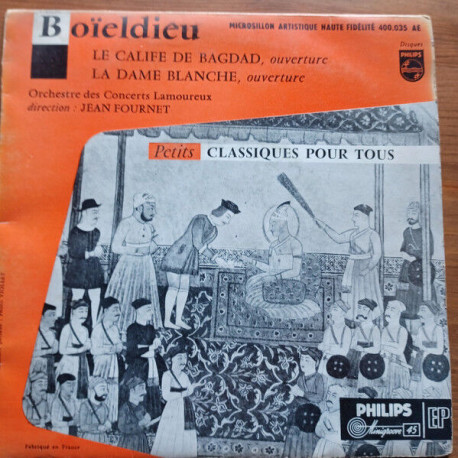 Boïeldieu
MICROSILLON ARTISTIQUE HAUTE FIDÉLITÉ 400.035 AE
Disques
PHILIPS
LE CALIFE DE BAGDAD, ouverture
LA DAME BLANCHE, ouverture
Orchestre des Concerts Lamoureux
direction : JEAN FOURNET
Petits CLASSIQUES POUR TOUS
PHILIPS
Minigroove 45
EP
Fabriqué en France